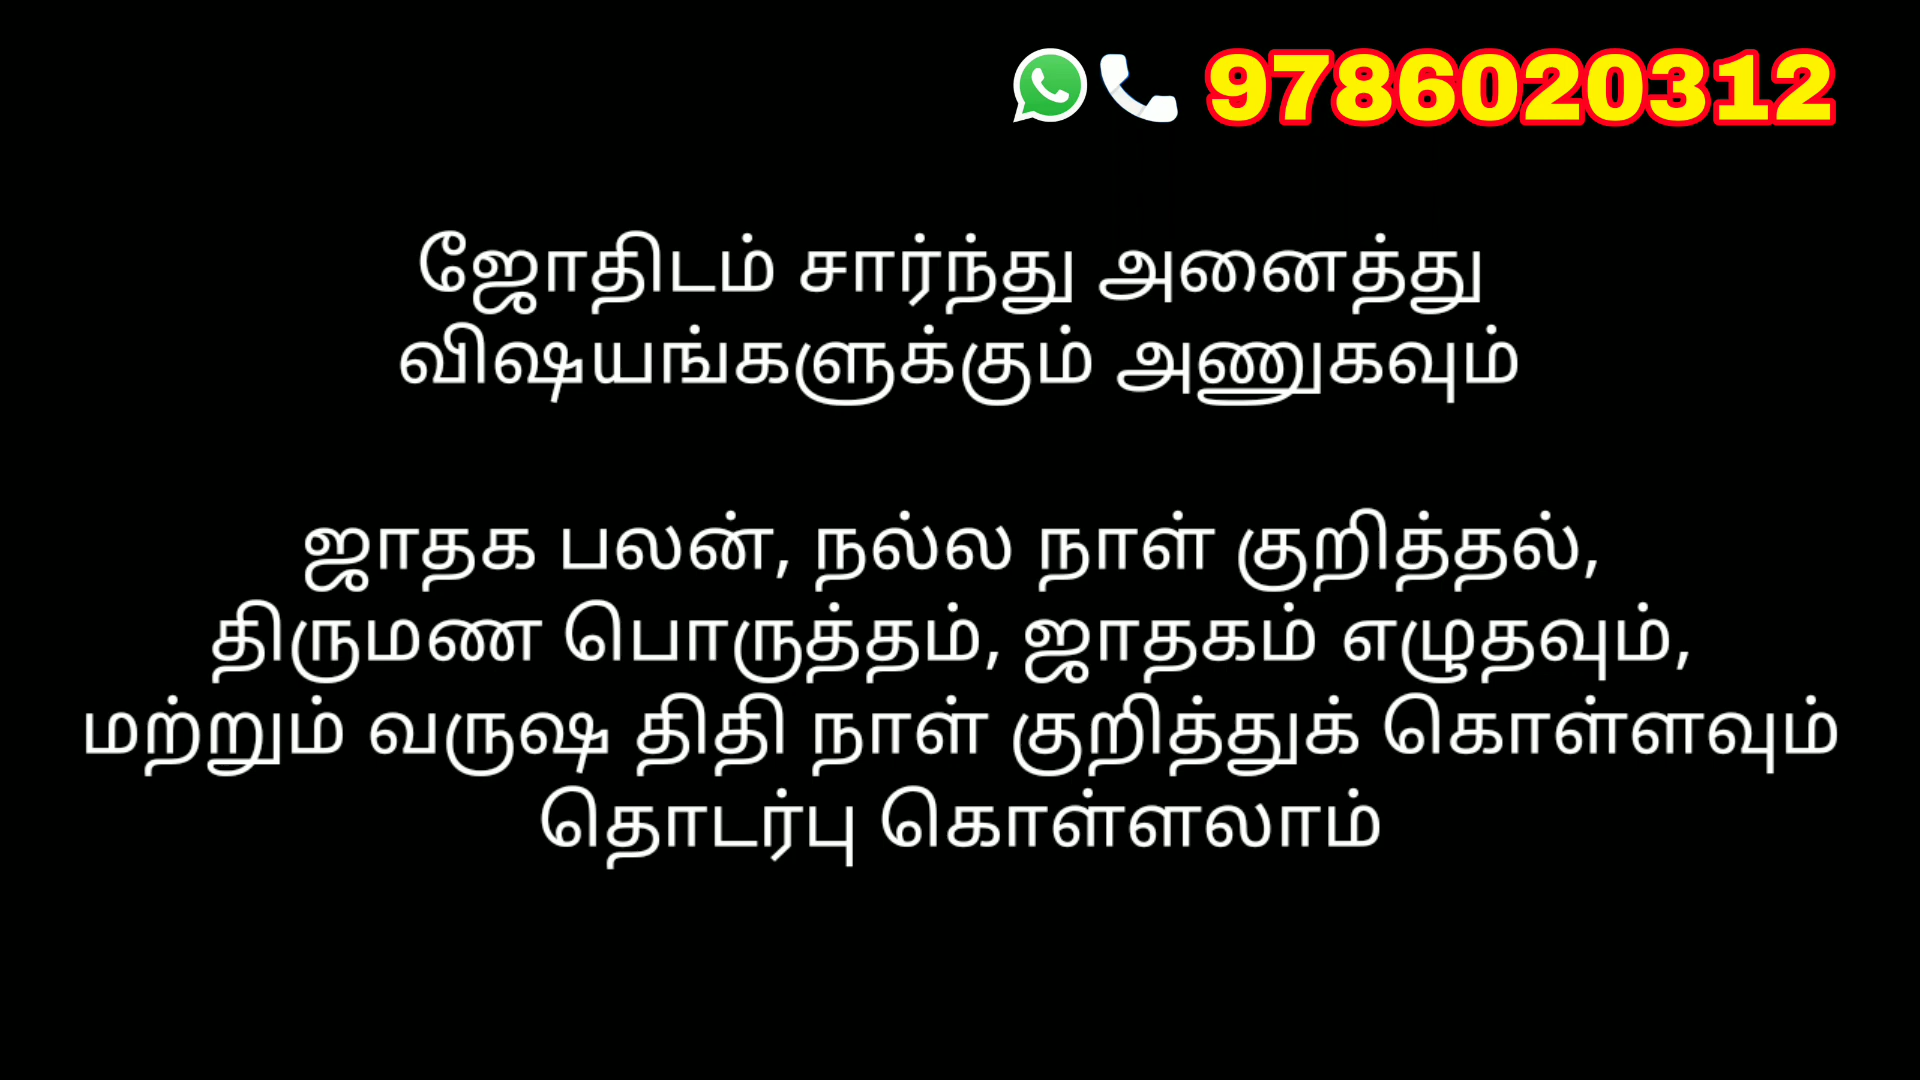 9786020312
ஜோதிடம் சார்ந்து அனைத்து
விஷயங்களுக்கும் அணுகவும்
ஜாதக பலன், நல்ல நாள் குறித்தல்,
திருமண பொருத்தம், ஜாதகம் எழுதவும்,
மற்றும் வருஷ திதி நாள் குறித்துக் கொள்ளவும்
தொடர்பு கொள்ளலாம்